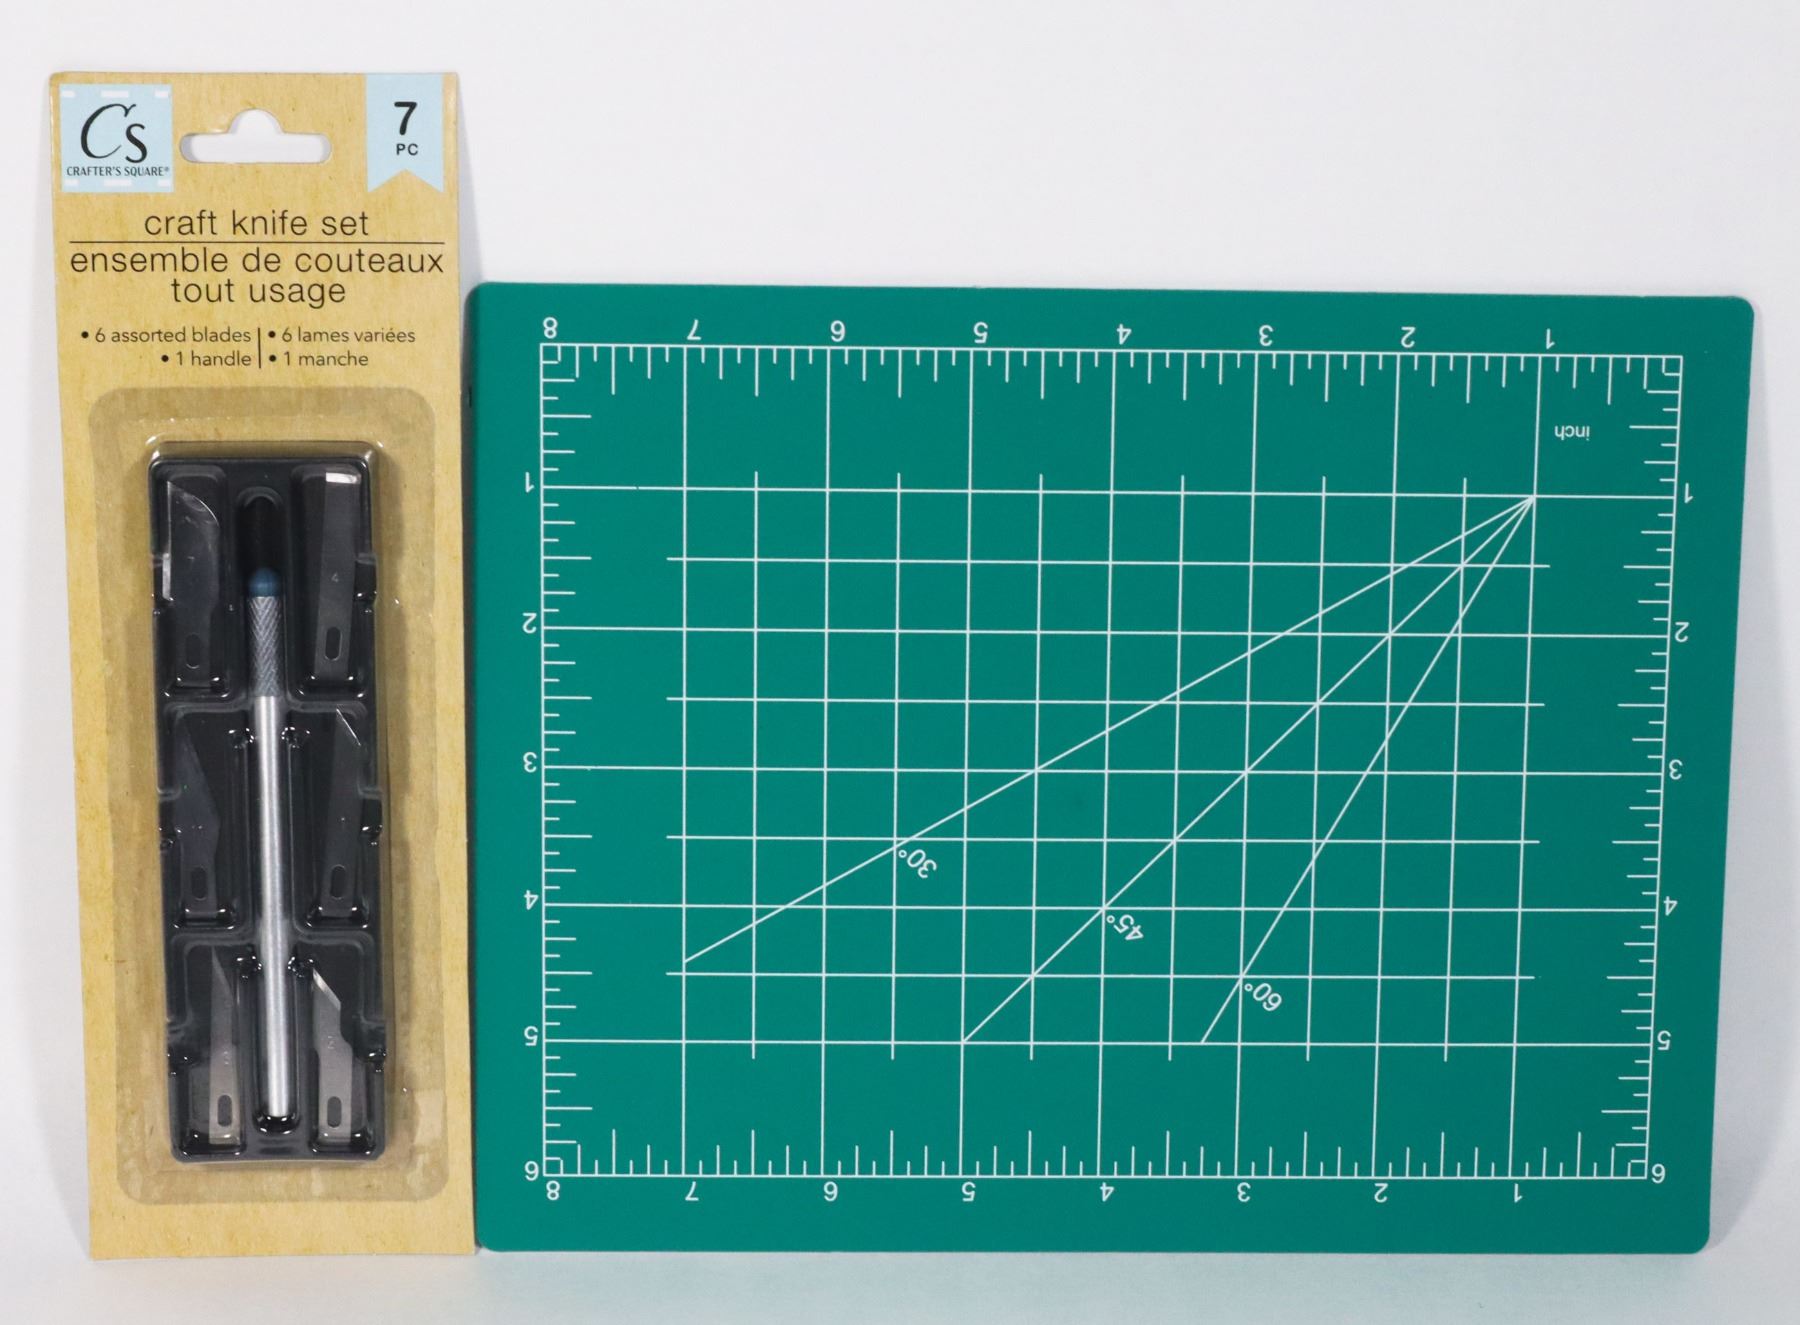 Cs
CRAFTER'S SQUARE®
7
PC
craft knife set
ensemble de couteaux
tout usage
• 6 assorted blades | • 6 lames variées
• 1 handle | • 1 manche
4
2
8 7 6 5 4 3 2 1
inch
1 1
2 2
3 3
30°
4 4
45°
60°
5 5
6 6
8 7 6 5 4 3 2 1